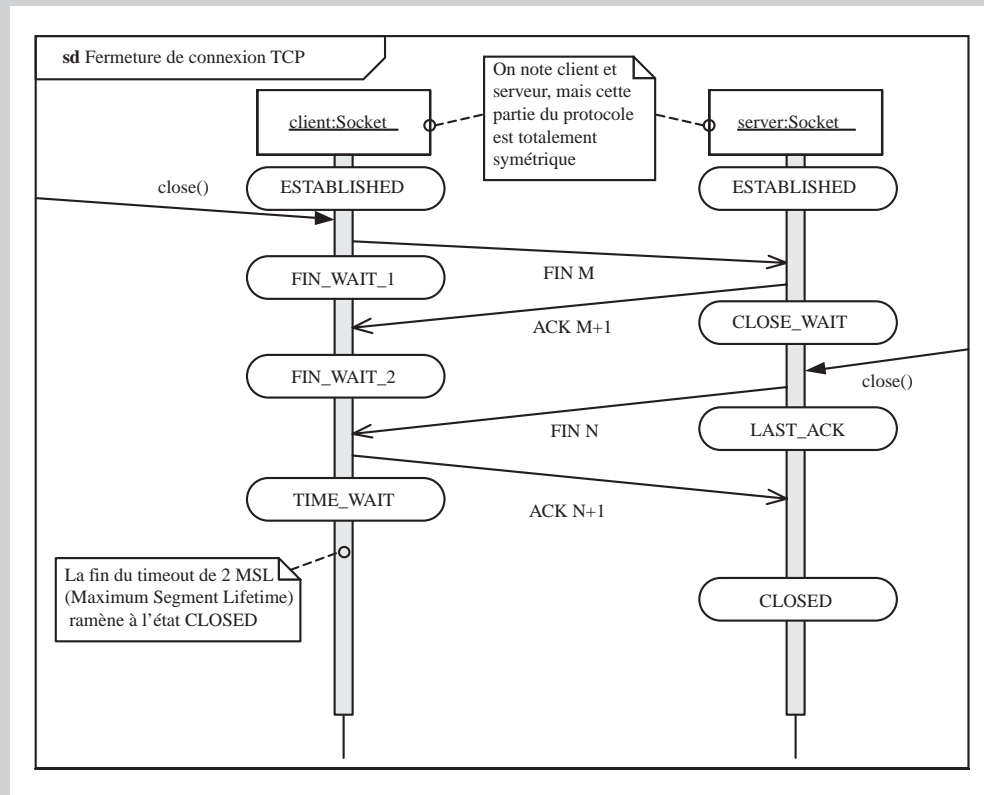 sd Fermeture de connexion TCP
On note client et
serveur, mais cette
partie du protocole
est totalement
symétrique
client:Socket
server:Socket
ESTABLISHED
ESTABLISHED
close()
FIN M
FIN_WAIT_1
ACK M+1
CLOSE_WAIT
FIN_WAIT_2
close()
FIN N
LAST_ACK
TIME_WAIT
ACK N+1
La fin du timeout de 2 MSL
(Maximum Segment Lifetime)
ramène à l’état CLOSED
CLOSED